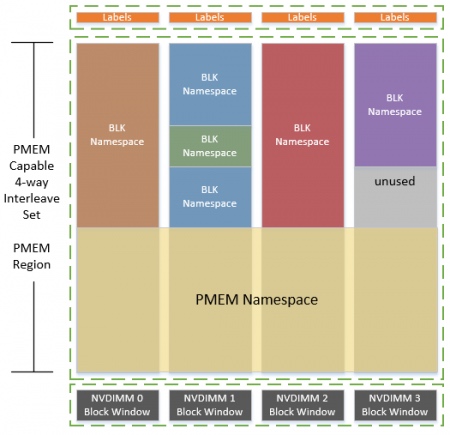 Labels
Labels
Labels
Labels
PMEM
Capable
4-way
Interleave
Set
PMEM
Region
BLK
Namespace
BLK
Namespace
BLK
Namespace
BLK
Namespace
BLK
Namespace
BLK
Namespace
unused
PMEM Namespace
NVDIMM 0
Block Window
NVDIMM 1
Block Window
NVDIMM 2
Block Window
NVDIMM 3
Block Window